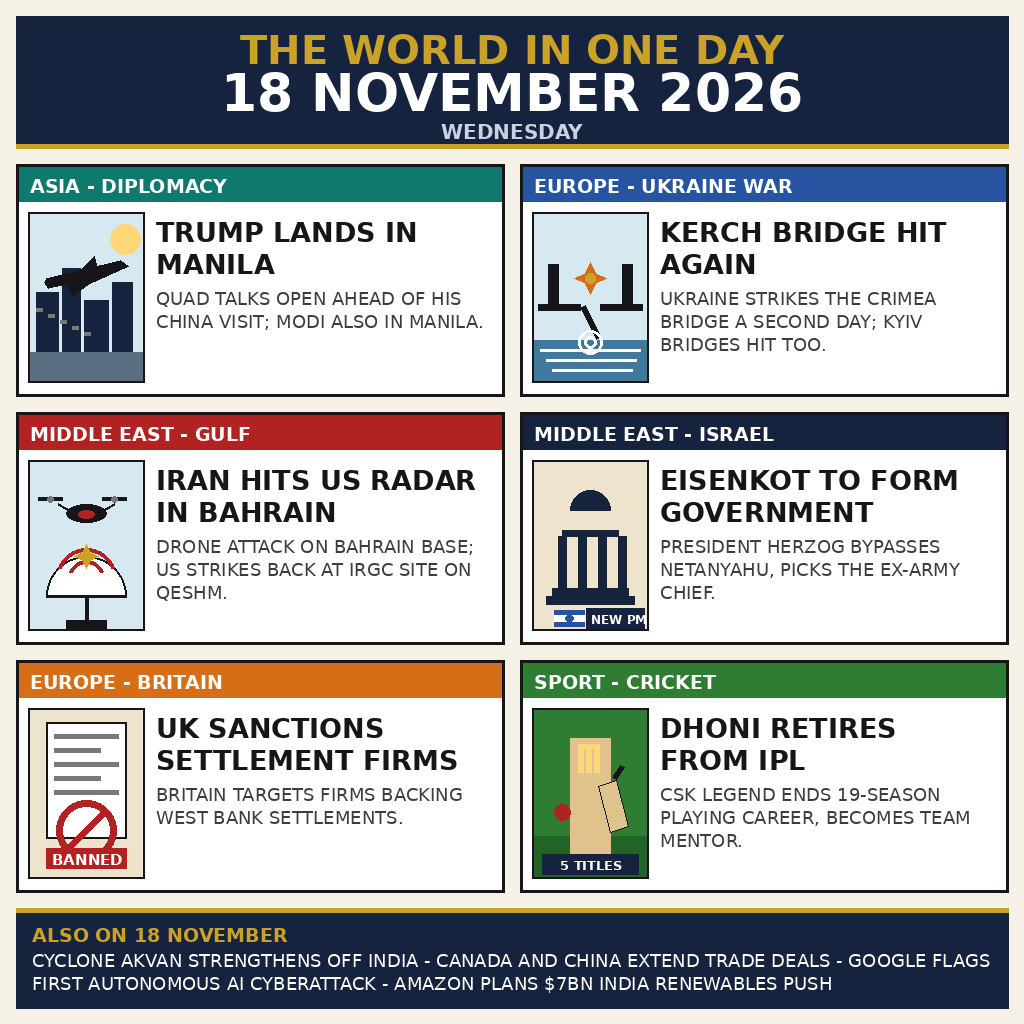 THE WORLD IN ONE DAY
18 NOVEMBER 2026
WEDNESDAY
ASIA - DIPLOMACY
TRUMP LANDS IN
MANILA
QUAD TALKS OPEN AHEAD OF HIS
CHINA VISIT; MODI ALSO IN MANILA.
EUROPE - UKRAINE WAR
KERCH BRIDGE HIT
AGAIN
UKRAINE STRIKES THE CRIMEA
BRIDGE A SECOND DAY; KYIV
BRIDGES HIT TOO.
MIDDLE EAST - GULF
IRAN HITS US RADAR
IN BAHRAIN
DRONE ATTACK ON BAHRAIN BASE;
US STRIKES BACK AT IRGC SITE ON
QESHM.
MIDDLE EAST - ISRAEL
EISENKOT TO FORM
GOVERNMENT
PRESIDENT HERZOG BYPASSES
NETANYAHU, PICKS THE EX-ARMY
CHIEF.
NEW PM
EUROPE - BRITAIN
UK SANCTIONS
SETTLEMENT FIRMS
BRITAIN TARGETS FIRMS BACKING
WEST BANK SETTLEMENTS.
BANNED
SPORT - CRICKET
DHONI RETIRES
FROM IPL
CSK LEGEND ENDS 19-SEASON
PLAYING CAREER, BECOMES TEAM
MENTOR.
5 TITLES
ALSO ON 18 NOVEMBER
CYCLONE AKVAN STRENGTHENS OFF INDIA - CANADA AND CHINA EXTEND TRADE DEALS - GOOGLE FLAGS
FIRST AUTONOMOUS AI CYBERATTACK - AMAZON PLANS $7BN INDIA RENEWABLES PUSH